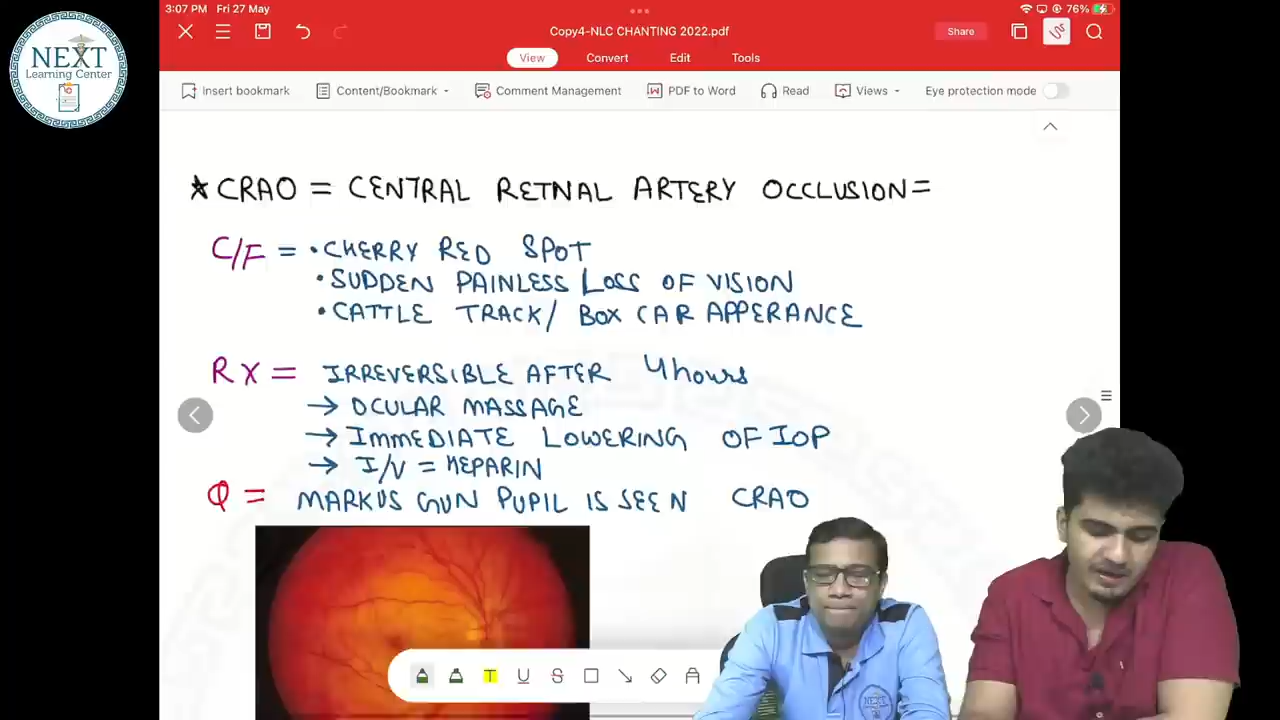 3:07 PM Fri 27 May
76%
NEXT
Learning Center
Copy4-NLC CHANTING 2022.pdf
Share
View Convert Edit Tools
Insert bookmark Content/Bookmark Comment Management PDF to Word Read Views Eye protection mode
★ CRAO = CENTRAL RETNAL ARTERY OCCLUSION =
C/F = • CHERRY RED SPOT
• SUDDEN PAINLESS LOSS OF VISION
• CATTLE TRACK/ BOX CAR APPERANCE
RX = IRREVERSIBLE AFTER 4 hours
→ OCULAR MASSAGE
→ IMMEDIATE LOWERING OF IOP
→ I/V = HEPARIN
Q = MARKUS GUN PUPIL IS SEEN CRAO
T U S
NEXT